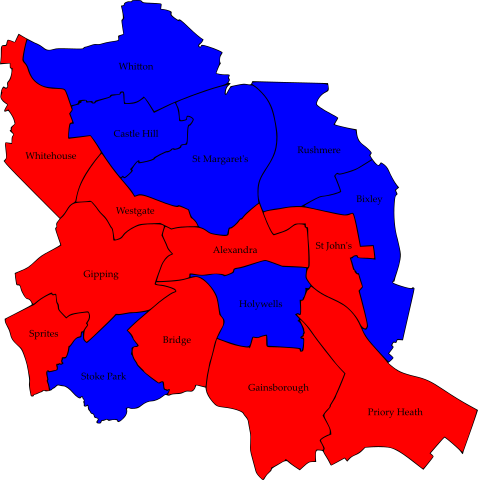 Whitton
Castle Hill
Rushmere
Whitehouse
St Margaret's
Bixley
Westgate
Alexandra
St John's
Gipping
Holywells
Sprites
Bridge
Stoke Park
Gainsborough
Priory Heath